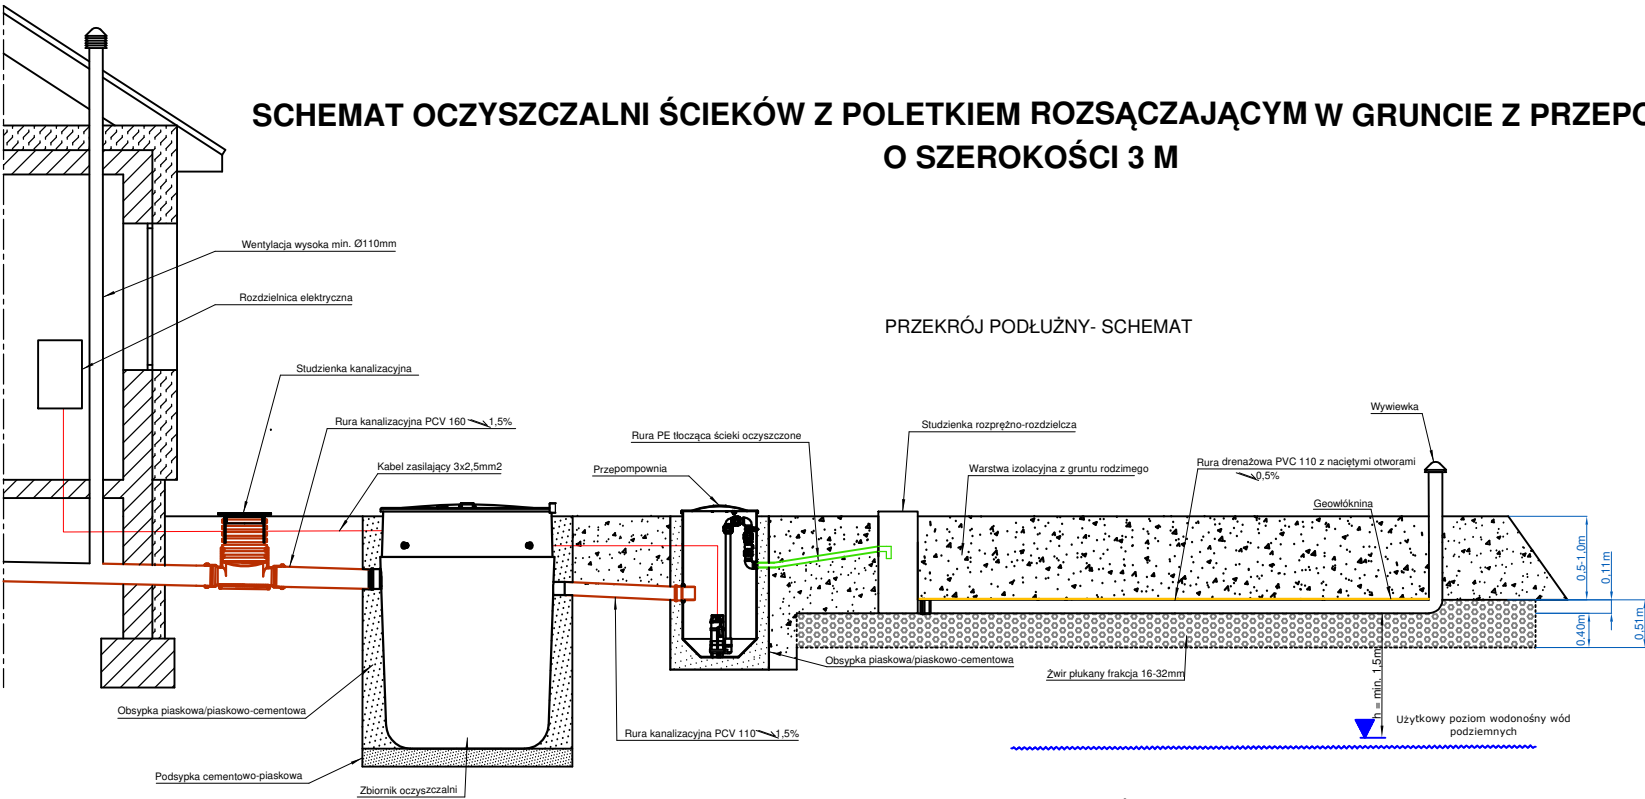 SCHEMAT OCZYSZCZALNI ŚCIEKÓW Z POLETKIEM ROZSĄCZAJĄCYM W GRUNCIE Z PRZEPO
O SZEROKOŚCI 3 M
Wentylacja wysoka min. Ø110mm
Rozdzielnica elektryczna
PRZEKRÓJ PODŁUŻNY- SCHEMAT
Studzienka kanalizacyjna
Rura kanalizacyjna PCV 160 1,5%
Kabel zasilający 3x2,5mm2
Rura PE tłocząca ścieki oczyszczone
Przepompownia
Studzienka rozprężno-rozdzielcza
Warstwa izolacyjna z gruntu rodzimego
Wywiewka
Rura drenażowa PVC 110 z naciętymi otworami
0,5%
Geowłóknina
0,5-1,0m
0,11m
0,40m
0,51m
Obsypka piaskowa/piaskowo-cementowa
Żwir płukany frakcja 16-32mm
h = min. 1,5m
Użytkowy poziom wodonośny wód
podziemnych
Obsypka piaskowa/piaskowo-cementowa
Rura kanalizacyjna PCV 110 1,5%
Podsypka cementowo-piaskowa
Zbiornik oczyszczalni